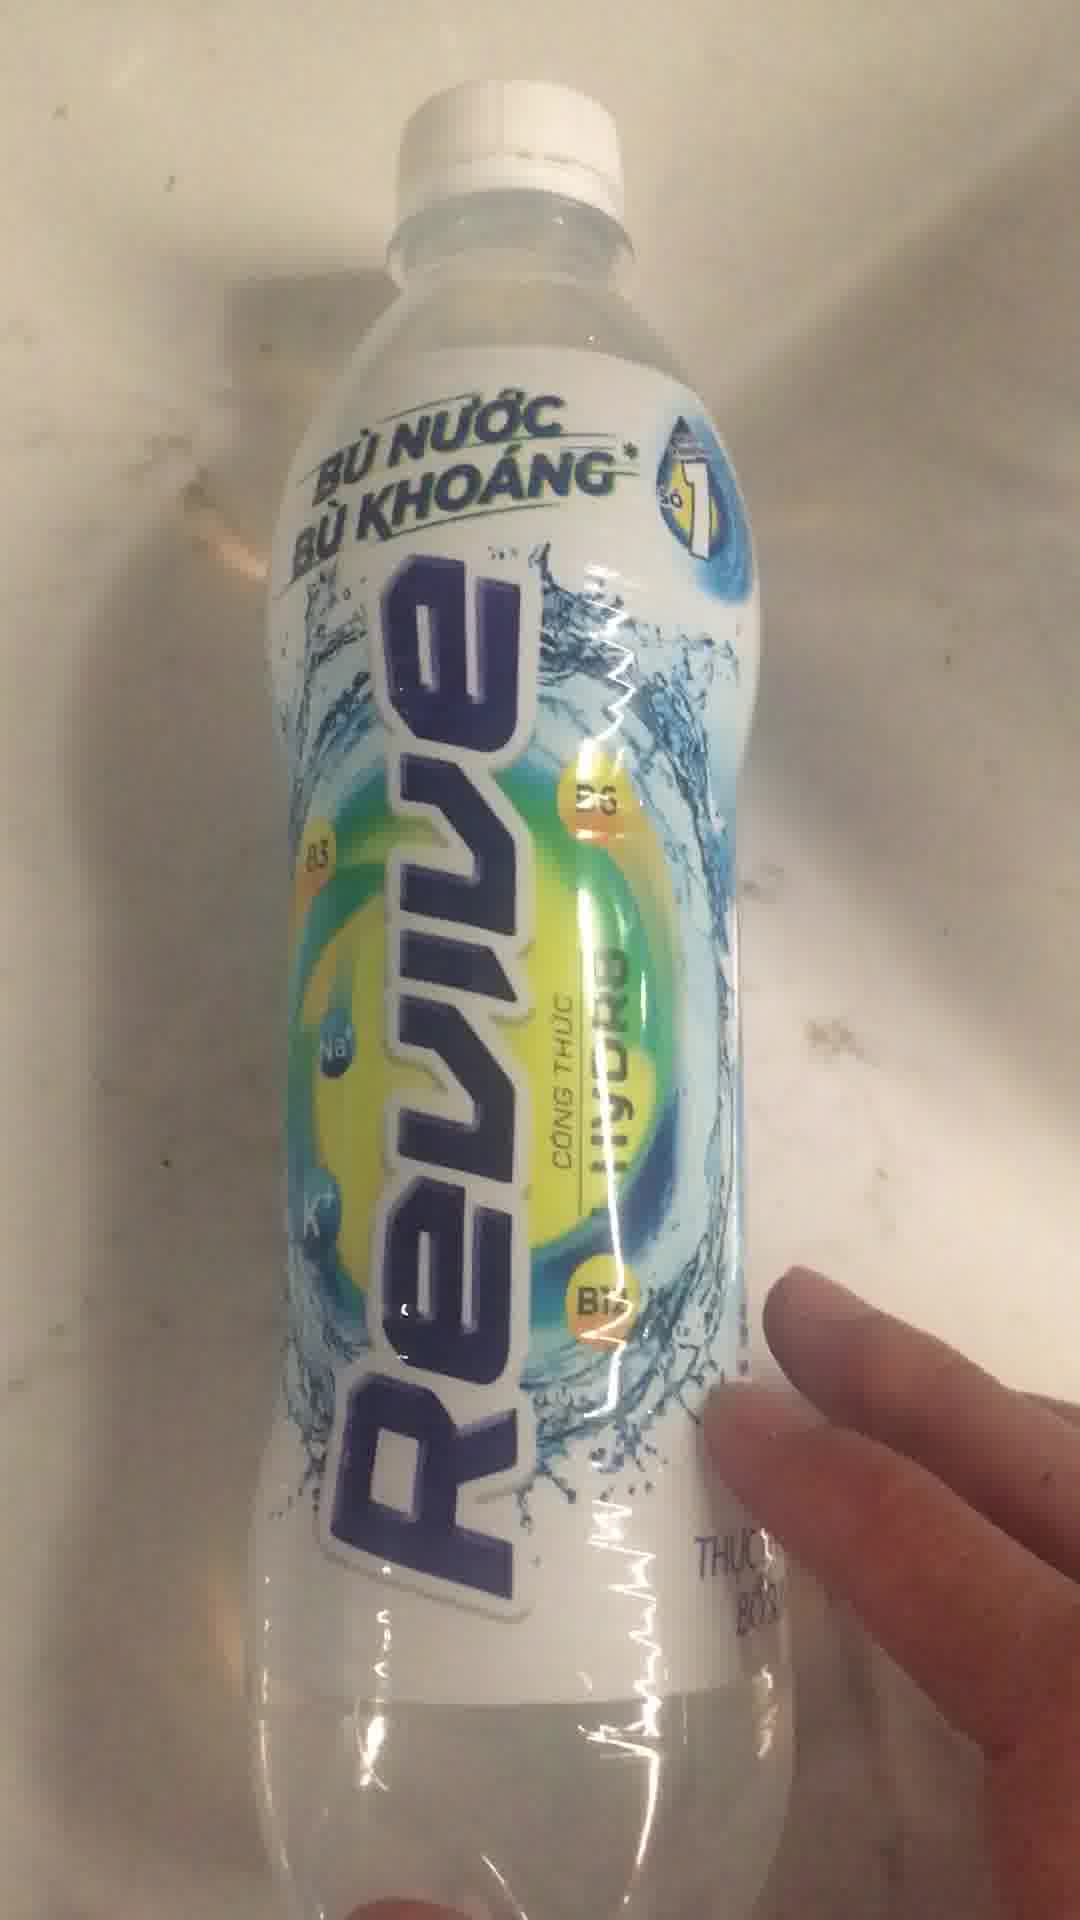 BÙ NƯỚC
BÙ KHOÁNG*
SỐ
1
Revive
B6
B3
CÔNG THỨC
HYDRO
Na+
K+
B12